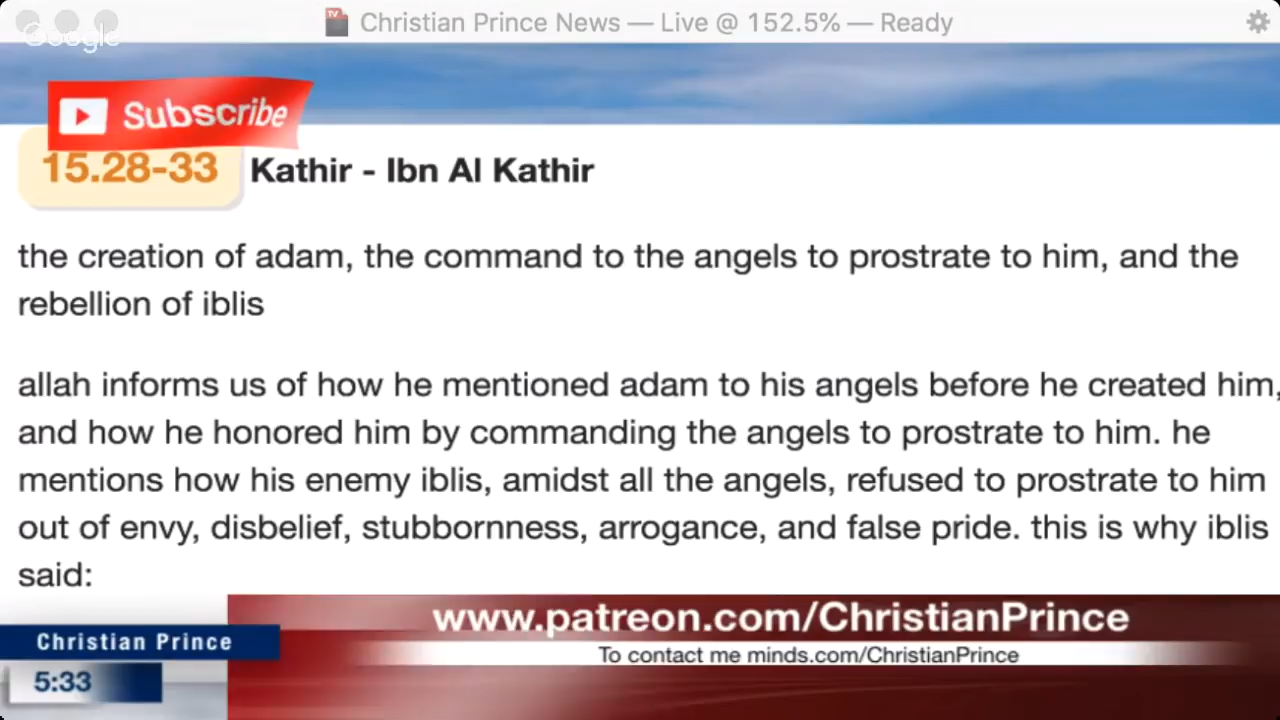 Christian Prince News — Live @ 152.5% — Ready
Google
Subscribe
15.28-33 Kathir - Ibn Al Kathir
the creation of adam, the command to the angels to prostrate to him, and the
rebellion of iblis
allah informs us of how he mentioned adam to his angels before he created him,
and how he honored him by commanding the angels to prostrate to him. he
mentions how his enemy iblis, amidst all the angels, refused to prostrate to him
out of envy, disbelief, stubbornness, arrogance, and false pride. this is why iblis
said:
www.patreon.com/ChristianPrince
To contact me minds.com/ChristianPrince
Christian Prince
5:33